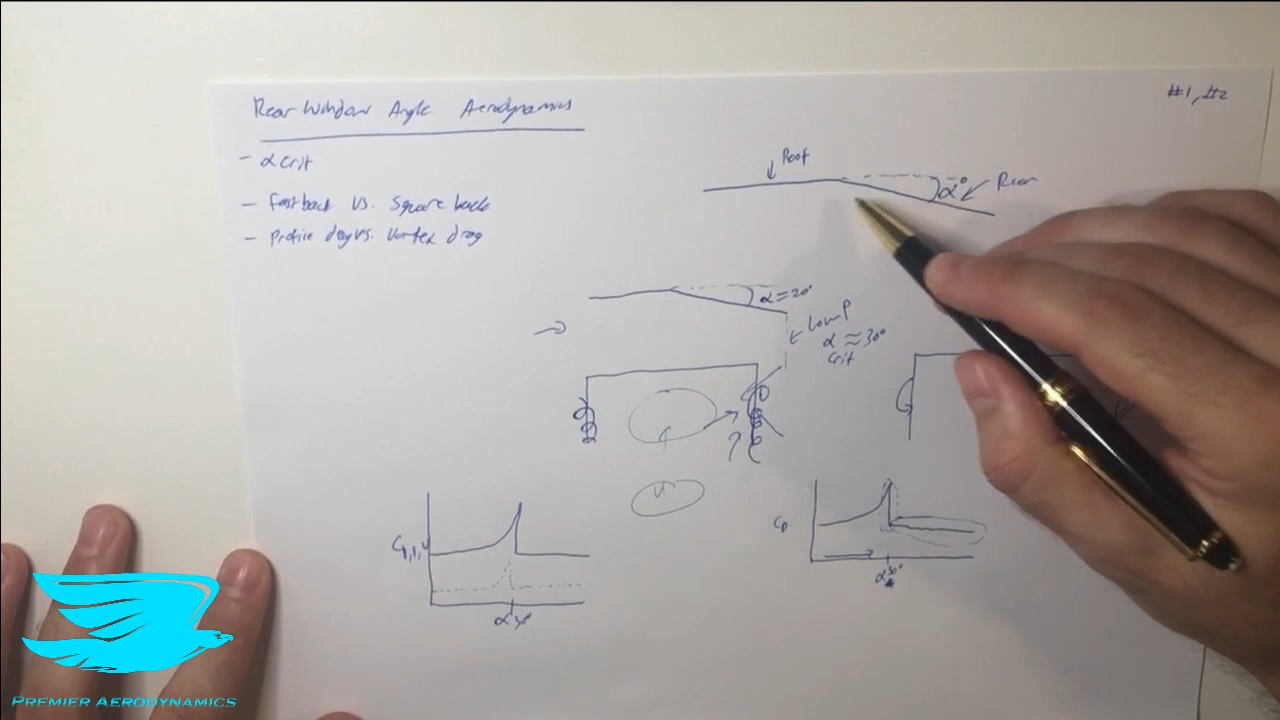 Rear Window Angle Aerodynamics
#1, #2
- α crit
- Fastback vs. Square back
- Profile drag vs. Vortex drag
Roof
α°
Rear
α=20°
Low P
α ≈ 30°
crit
CD
α 30°
α 30°
PREMIER AERODYNAMICS